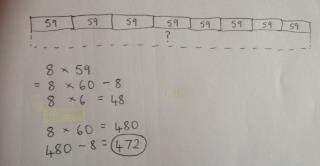 59 59 59 59 59 59 59 59
?
8 × 59
= 8 × 60 - 8
8 × 6 = 48
8 × 60 = 480
480 - 8 = 472